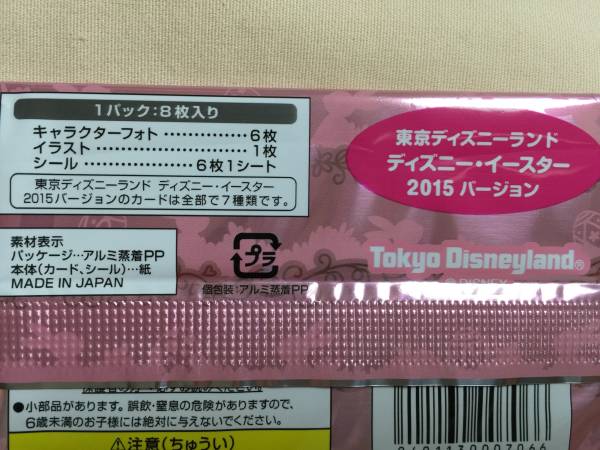 1パック:8枚入り
キャラクターフォト……………6枚
イラスト………………………1枚
シール…………………6枚1シート
東京ディズニーランド ディズニー・イースター
2015バージョンのカードは全部で7種類です。
東京ディズニーランド
ディズニー・イースター
2015 バージョン
素材表示
パッケージ…アルミ蒸着PP
本体(カード、シール)…紙
MADE IN JAPAN
プラ
個包装:アルミ蒸着PP
Tokyo Disneyland®
© DISNEY
●小部品があります。誤飲・窒息の危険がありますので、
6歳未満のお子様には絶対に与えないでください。
⚠注意(ちゅうい)